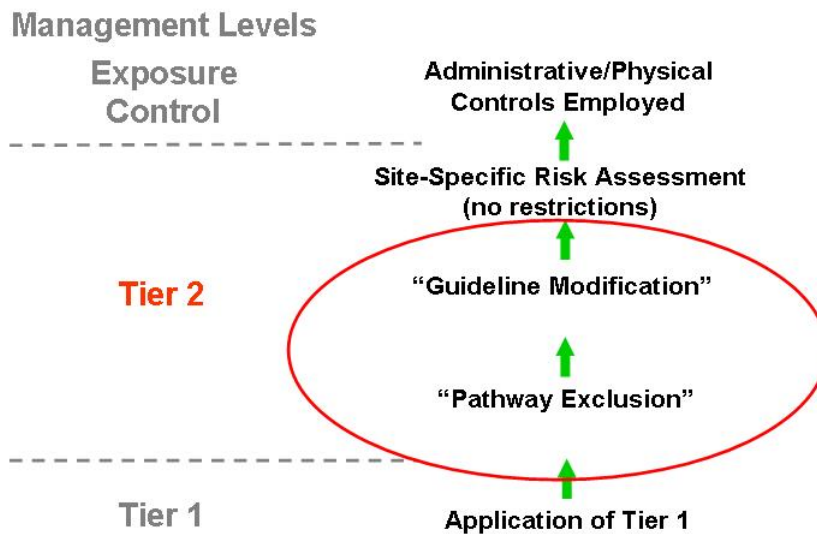 Management Levels
Exposure
Control
Administrative/Physical
Controls Employed
Site-Specific Risk Assessment
(no restrictions)
Tier 2
“Guideline Modification”
“Pathway Exclusion”
Tier 1
Application of Tier 1